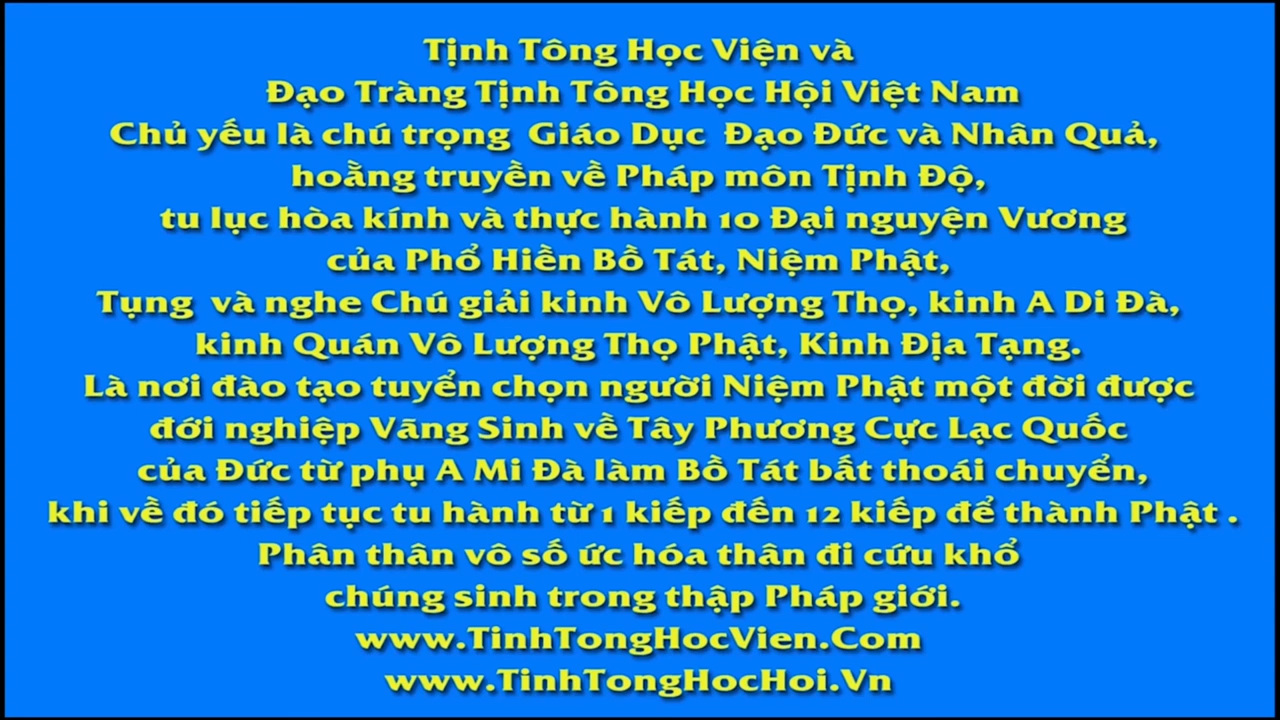 Tịnh Tông Học Viện và
Đạo Tràng Tịnh Tông Học Hội Việt Nam
Chủ yếu là chú trọng Giáo Dục Đạo Đức và Nhân Quả,
hoằng truyền về Pháp môn Tịnh Độ,
tu lục hòa kính và thực hành 10 Đại nguyện Vương
của Phổ Hiền Bồ Tát, Niệm Phật,
Tụng và nghe Chú giải kinh Vô Lượng Thọ, kinh A Di Đà,
kinh Quán Vô Lượng Thọ Phật, Kinh Địa Tạng.
Là nơi đào tạo tuyển chọn người Niệm Phật một đời được
đới nghiệp Vãng Sinh về Tây Phương Cực Lạc Quốc
của Đức từ phụ A Mi Đà làm Bồ Tát bất thoái chuyển,
khi về đó tiếp tục tu hành từ 1 kiếp đến 12 kiếp để thành Phật .
Phân thân vô số ức hóa thân đi cứu khổ
chúng sinh trong thập Pháp giới.
www.TinhTongHocVien.Com
www.TinhTongHocHoi.Vn